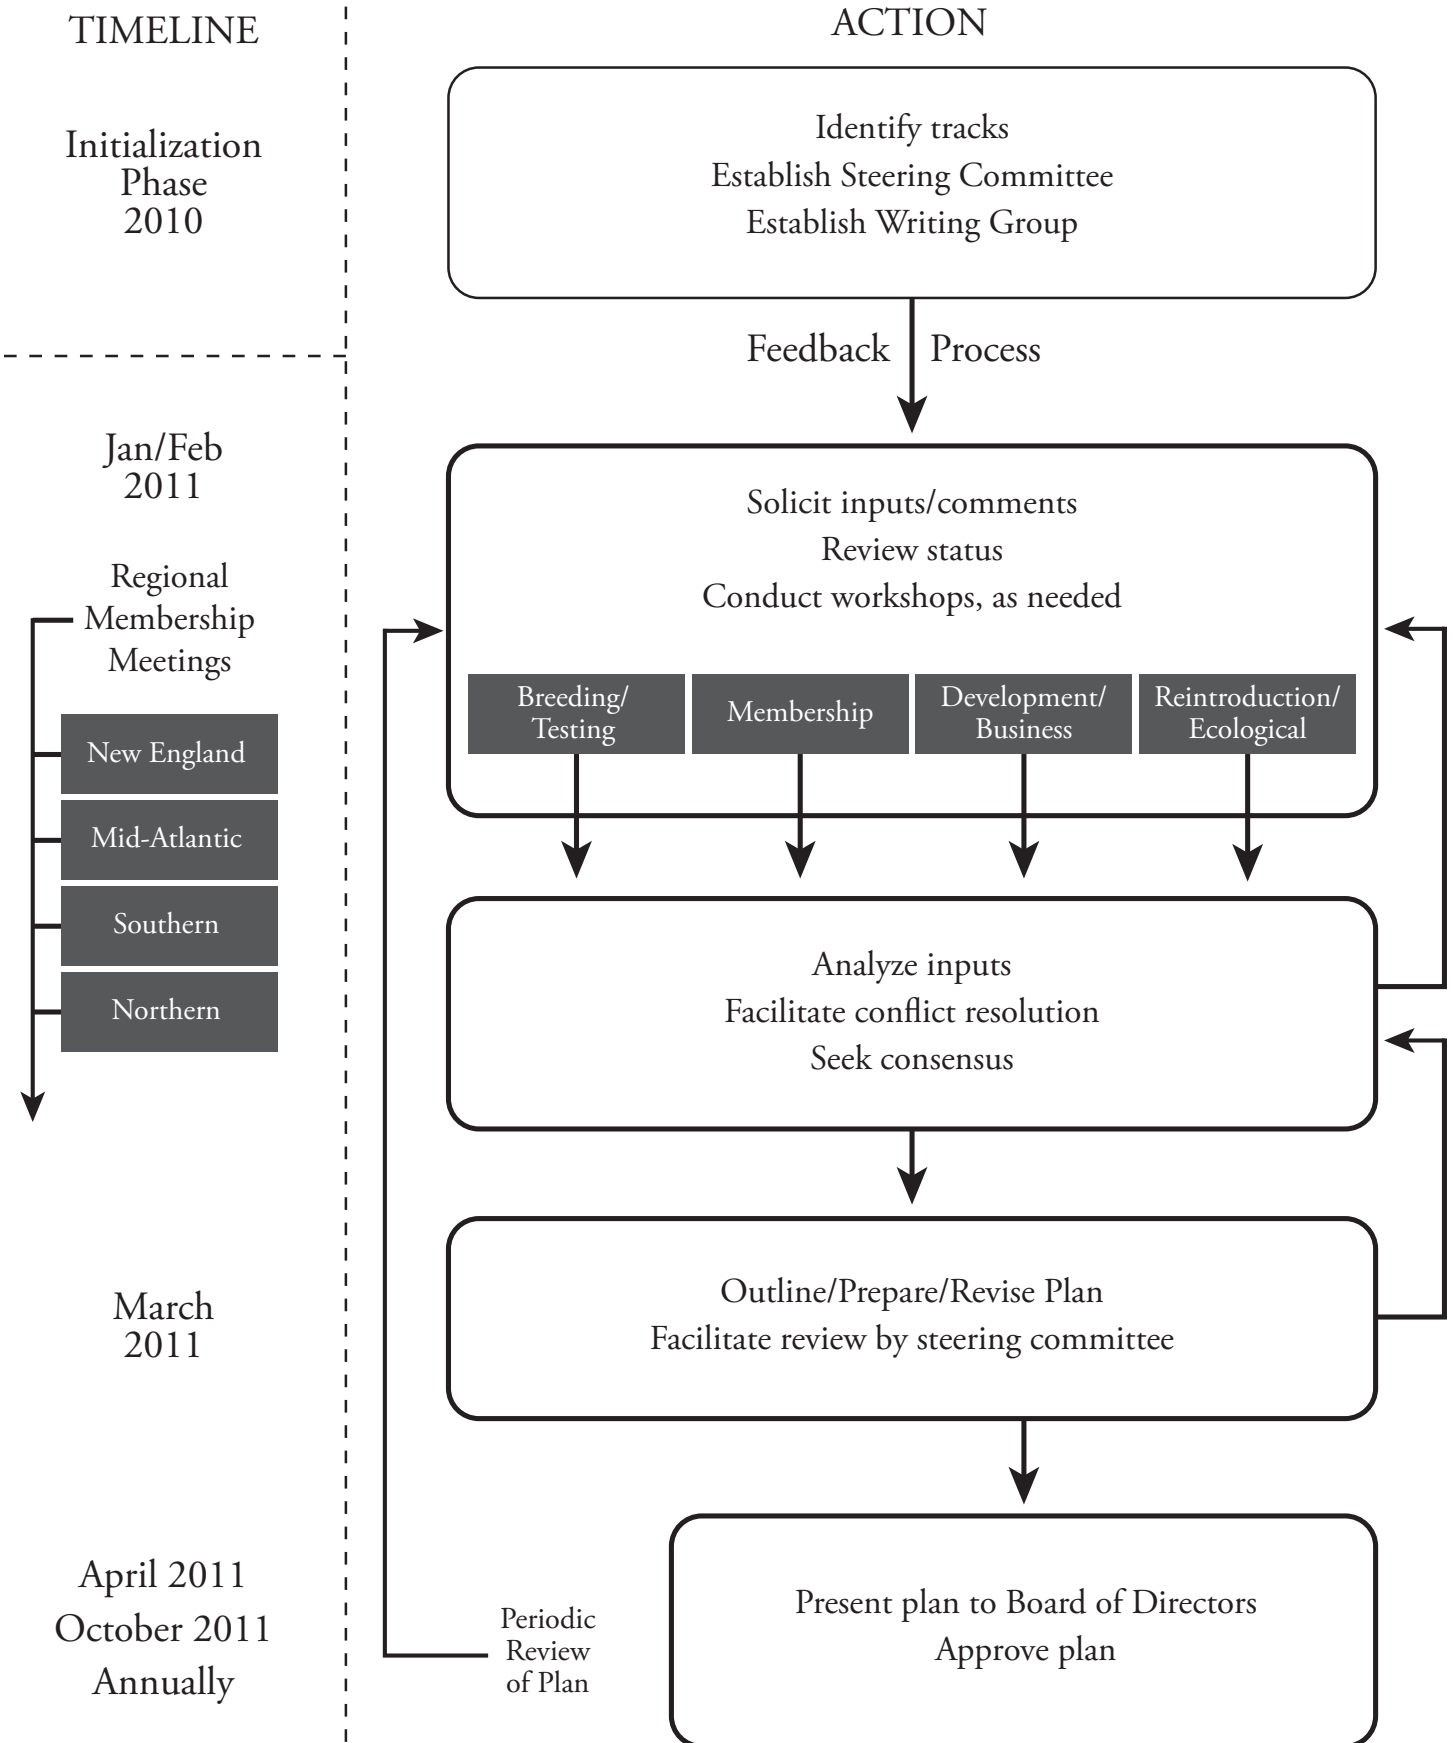 TIMELINE
Initialization
Phase
2010
Jan/Feb
2011
Regional
Membership
Meetings
New England
Mid-Atlantic
Southern
Northern
March
2011
April 2011
October 2011
Annually
ACTION
Identify tracks
Establish Steering Committee
Establish Writing Group
Feedback Process
Solicit inputs/comments
Review status
Conduct workshops, as needed
Breeding/
Testing
Membership
Development/
Business
Reintroduction/
Ecological
Analyze inputs
Facilitate conflict resolution
Seek consensus
Outline/Prepare/Revise Plan
Facilitate review by steering committee
Periodic
Review
of Plan
Present plan to Board of Directors
Approve plan